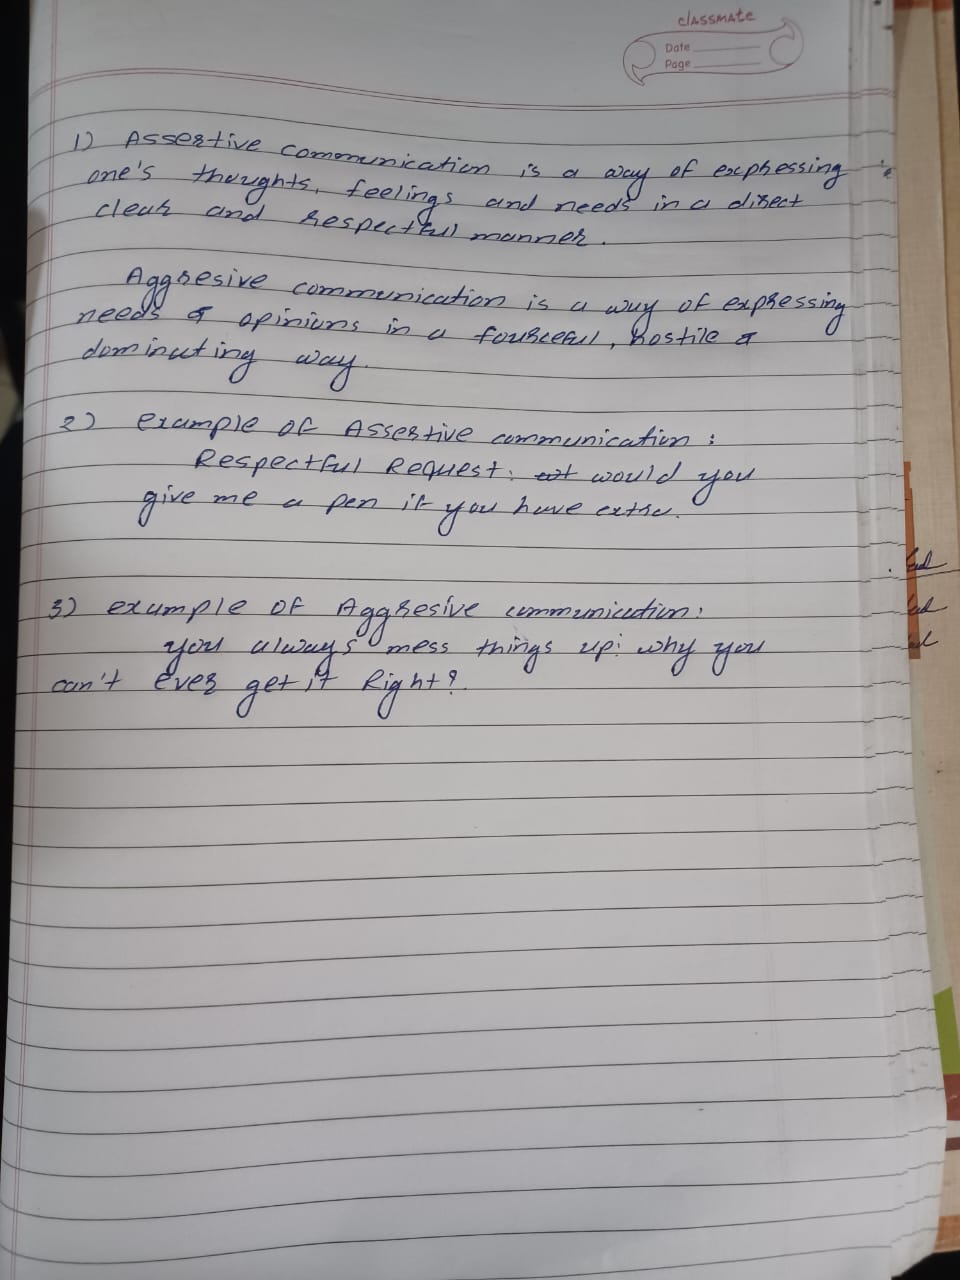 classmate
Date
Page
1) Assertive communication is a way of expressing
one's thoughts, feelings and needs in a direct
clear and respectful manner.
Aggresive communication is a way of expressing
needs & opinions in a fourceful, hostile &
dominating way.
2) example of Assertive communication :
Respectful Request: would you
give me a pen if you have extra.
3) example of Aggresive communication:
you always mess things up: why you
can't ever get it Right?